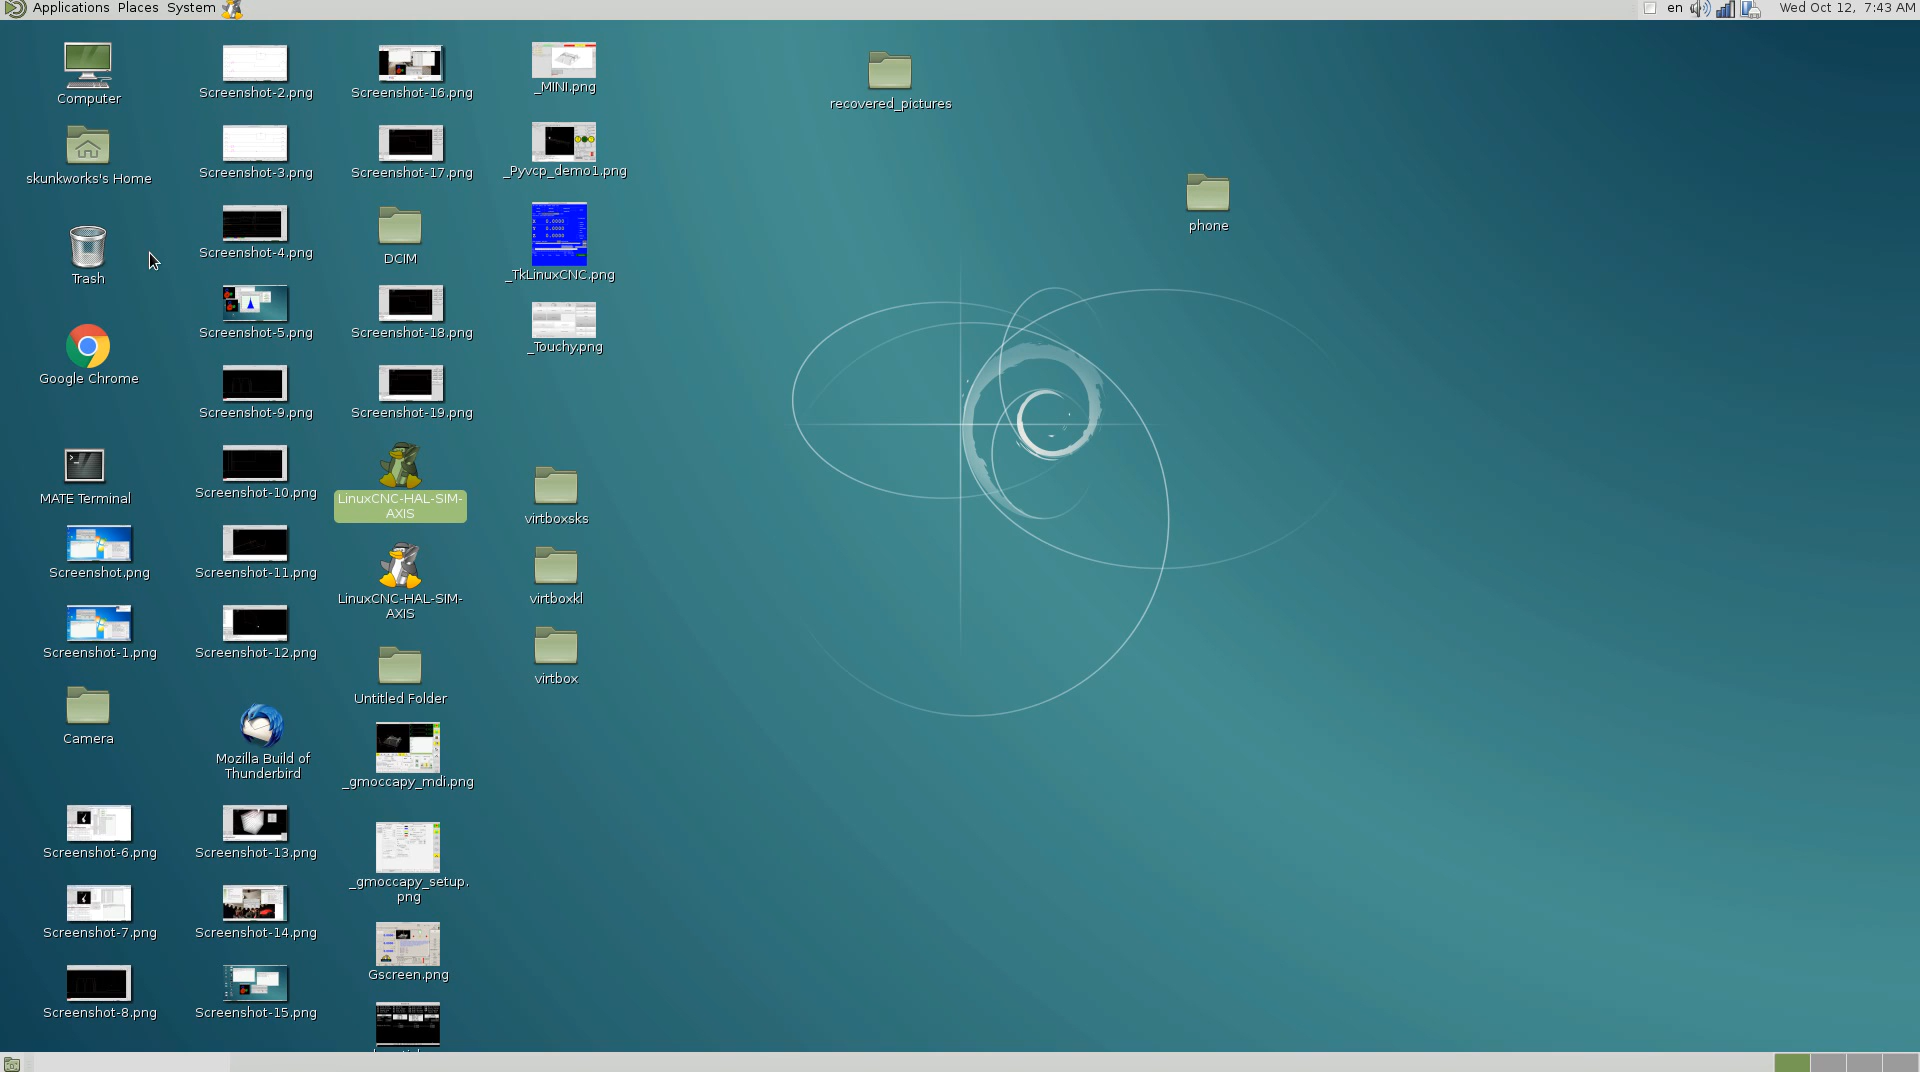 Applications Places System
en
Wed Oct 12, 7:43 AM
Computer
skunkworks's Home
Trash
Google Chrome
MATE Terminal
Screenshot.png
Screenshot-1.png
Camera
Screenshot-6.png
Screenshot-7.png
Screenshot-8.png
Screenshot-2.png
Screenshot-3.png
Screenshot-4.png
Screenshot-5.png
Screenshot-9.png
Screenshot-10.png
Screenshot-11.png
Screenshot-12.png
Mozilla Build of
Thunderbird
Screenshot-13.png
Screenshot-14.png
Screenshot-15.png
Screenshot-16.png
Screenshot-17.png
DCIM
Screenshot-18.png
Screenshot-19.png
LinuxCNC-HAL-SIM-
AXIS
LinuxCNC-HAL-SIM-
AXIS
Untitled Folder
_gmoccapy_mdi.png
_gmoccapy_setup.
png
Gscreen.png
_MINI.png
_Pyvcp_demo1.png
_TkLinuxCNC.png
_Touchy.png
virtboxsks
virtboxkl
virtbox
recovered_pictures
phone